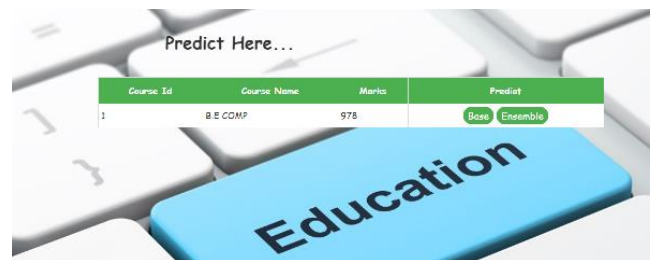 Predict Here...
Course Id Course Name Marks Predict
1 B.E COMP 978 Base Ensemble
Education